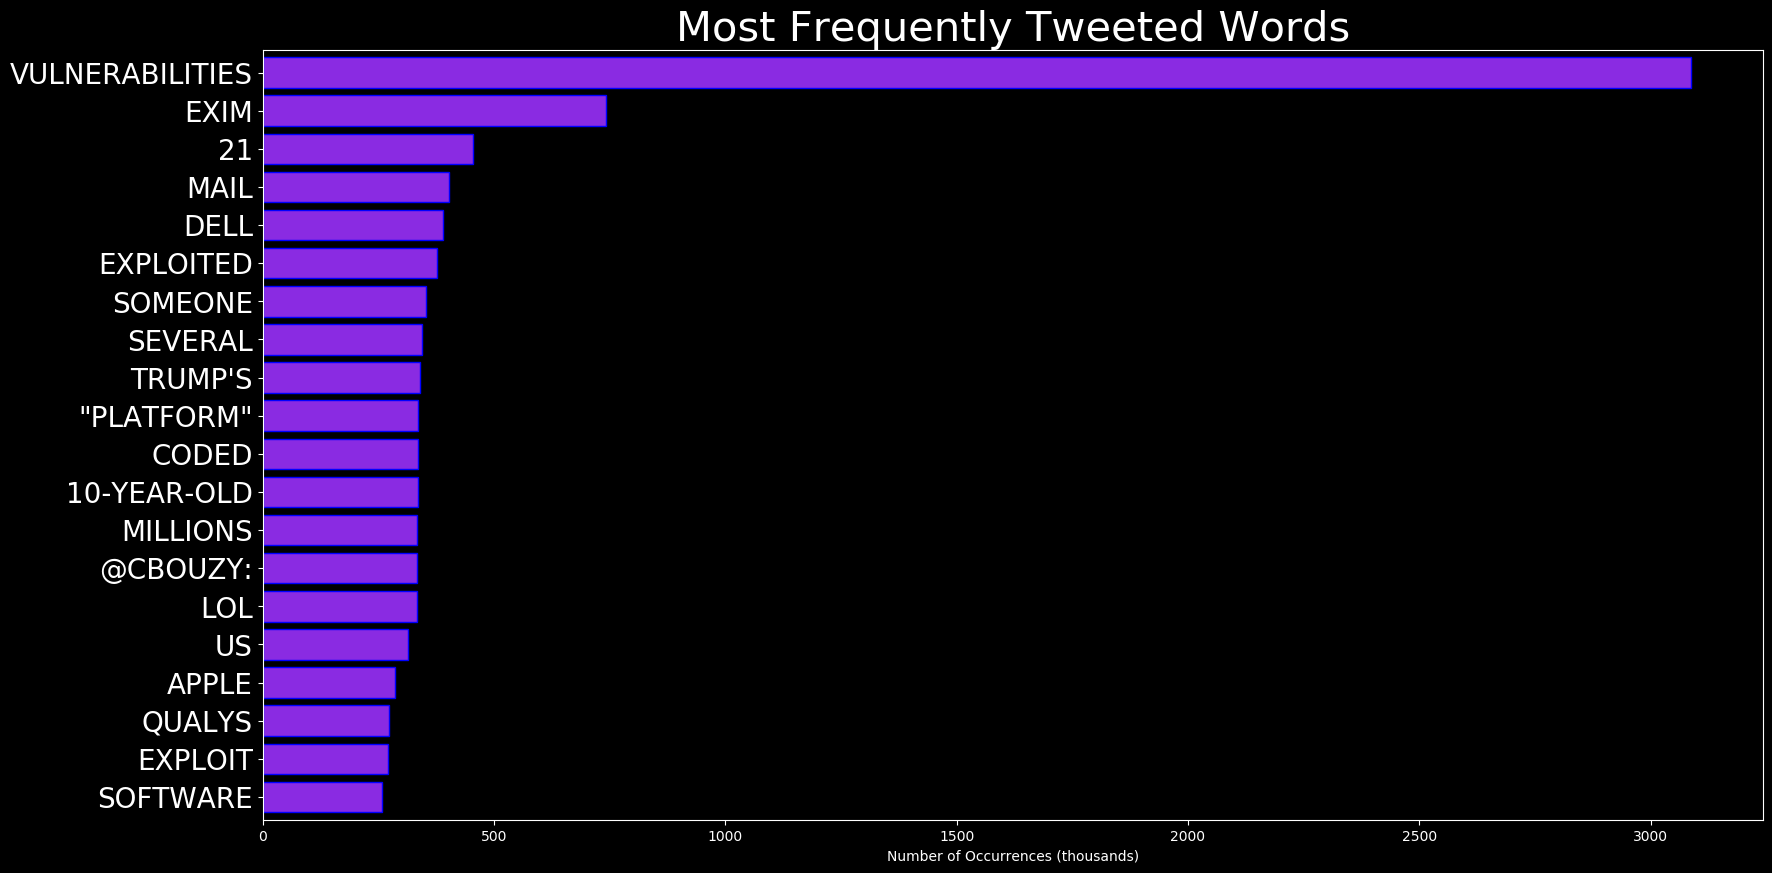 Most Frequently Tweeted Words
VULNERABILITIES
EXIM
21
MAIL
DELL
EXPLOITED
SOMEONE
SEVERAL
TRUMP'S
"PLATFORM"
CODED
10-YEAR-OLD
MILLIONS
@CBOUZY:
LOL
US
APPLE
QUALYS
EXPLOIT
SOFTWARE
0 500 1000 1500 2000 2500 3000
Number of Occurrences (thousands)